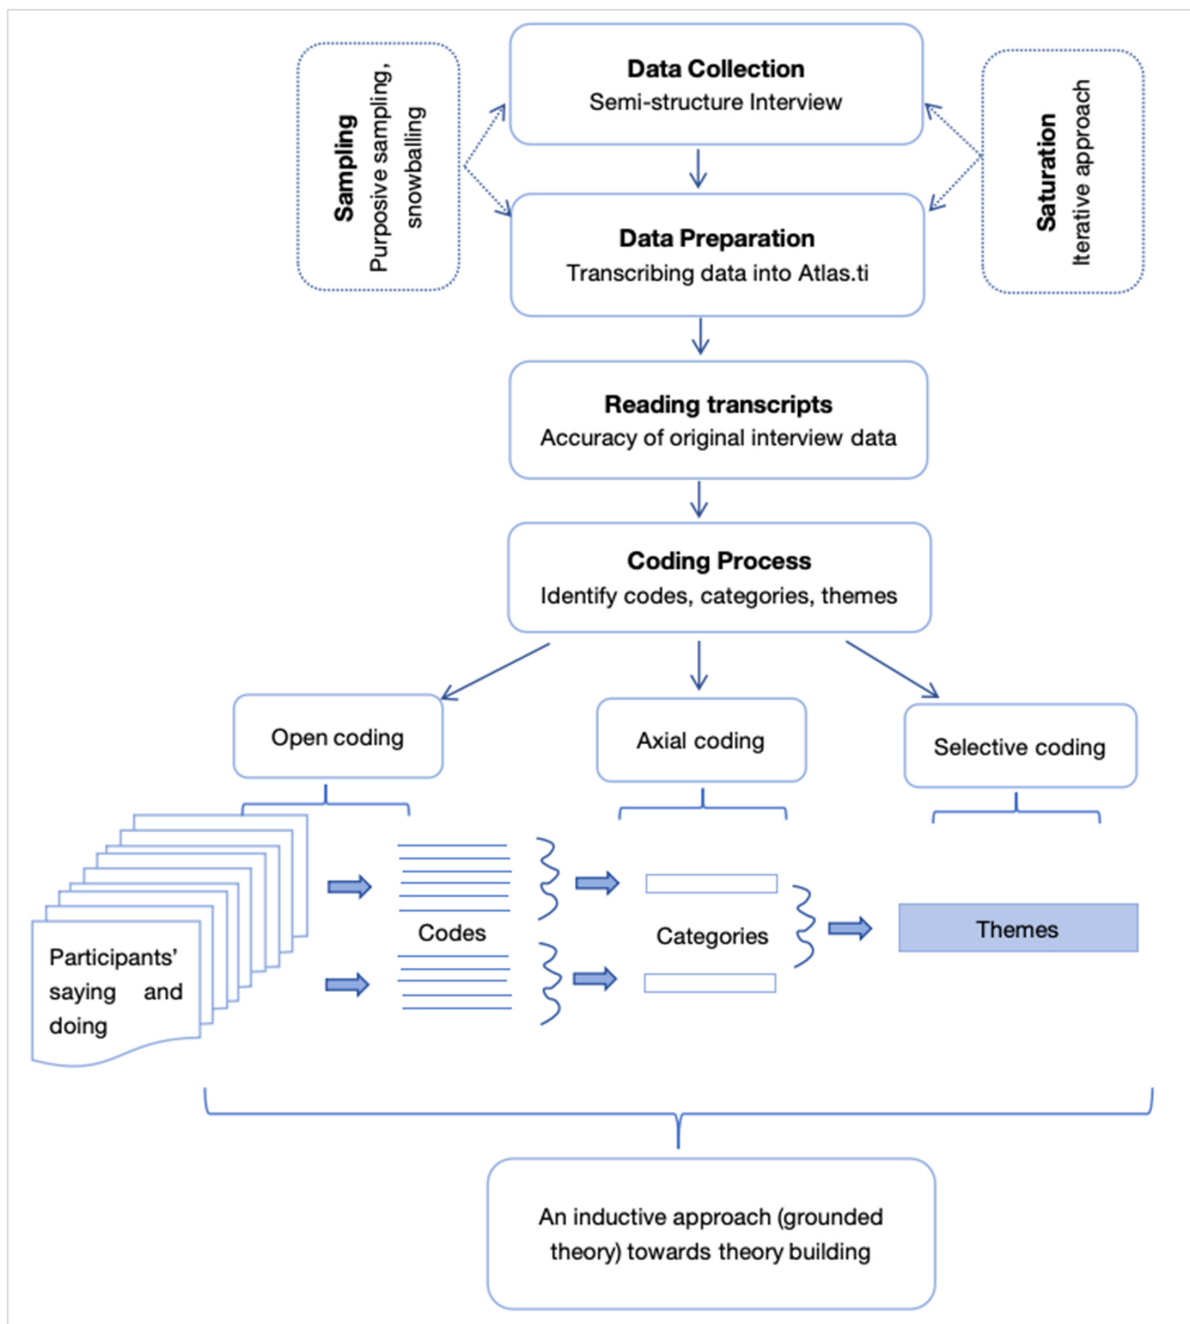 Data Collection
Semi-structure Interview
Sampling
Purposive sampling,
snowballing
Saturation
Iterative approach
Data Preparation
Transcribing data into Atlas.ti
Reading transcripts
Accuracy of original interview data
Coding Process
Identify codes, categories, themes
Open coding
Axial coding
Selective coding
Participants'
saying and
doing
Codes
Categories
Themes
An inductive approach (grounded
theory) towards theory building